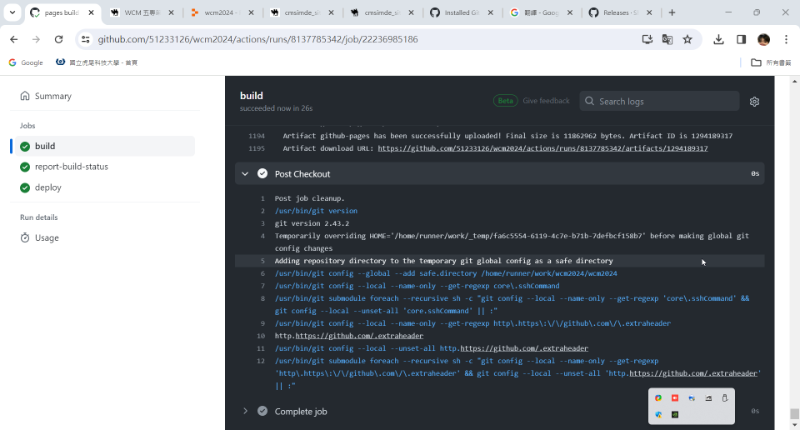 pages build
WCM 五專
wcm2024 -
cmsimde_si
cmsimde_si
Installed Gi
翻譯 - Goog
Releases ·
github.com/51233126/wcm2024/actions/runs/8137785342/job/22236985186
Google
國立虎尾科技大學 - 首頁
所有書籤
Summary
Jobs
build
report-build-status
deploy
Run details
Usage
build
succeeded now in 26s
Beta
Give feedback
Search logs
1194 Artifact github-pages has been successfully uploaded! Final size is 11862962 bytes. Artifact ID is 1294189317
1195 Artifact download URL: https://github.com/51233126/wcm2024/actions/runs/8137785342/artifacts/1294189317
Post Checkout
0s
1 Post job cleanup.
2 /usr/bin/git version
3 git version 2.43.2
4 Temporarily overriding HOME='/home/runner/work/_temp/fa6c5554-6119-4c7e-b71b-7defbcf158b7' before making global git
config changes
5 Adding repository directory to the temporary git global config as a safe directory
6 /usr/bin/git config --global --add safe.directory /home/runner/work/wcm2024/wcm2024
7 /usr/bin/git config --local --name-only --get-regexp core\.sshCommand
8 /usr/bin/git submodule foreach --recursive sh -c "git config --local --name-only --get-regexp 'core\.sshCommand' &&
git config --local --unset-all 'core.sshCommand' || :"
9 /usr/bin/git config --local --name-only --get-regexp http\.https\:\/\/github\.com\/\.extraheader
10 http.https://github.com/.extraheader
11 /usr/bin/git config --local --unset-all http.https://github.com/.extraheader
12 /usr/bin/git submodule foreach --recursive sh -c "git config --local --name-only --get-regexp
'http\.https\:\/\/github\.com\/\.extraheader' && git config --local --unset-all 'http.https://github.com/.extraheader'
|| :"
Complete job
0s